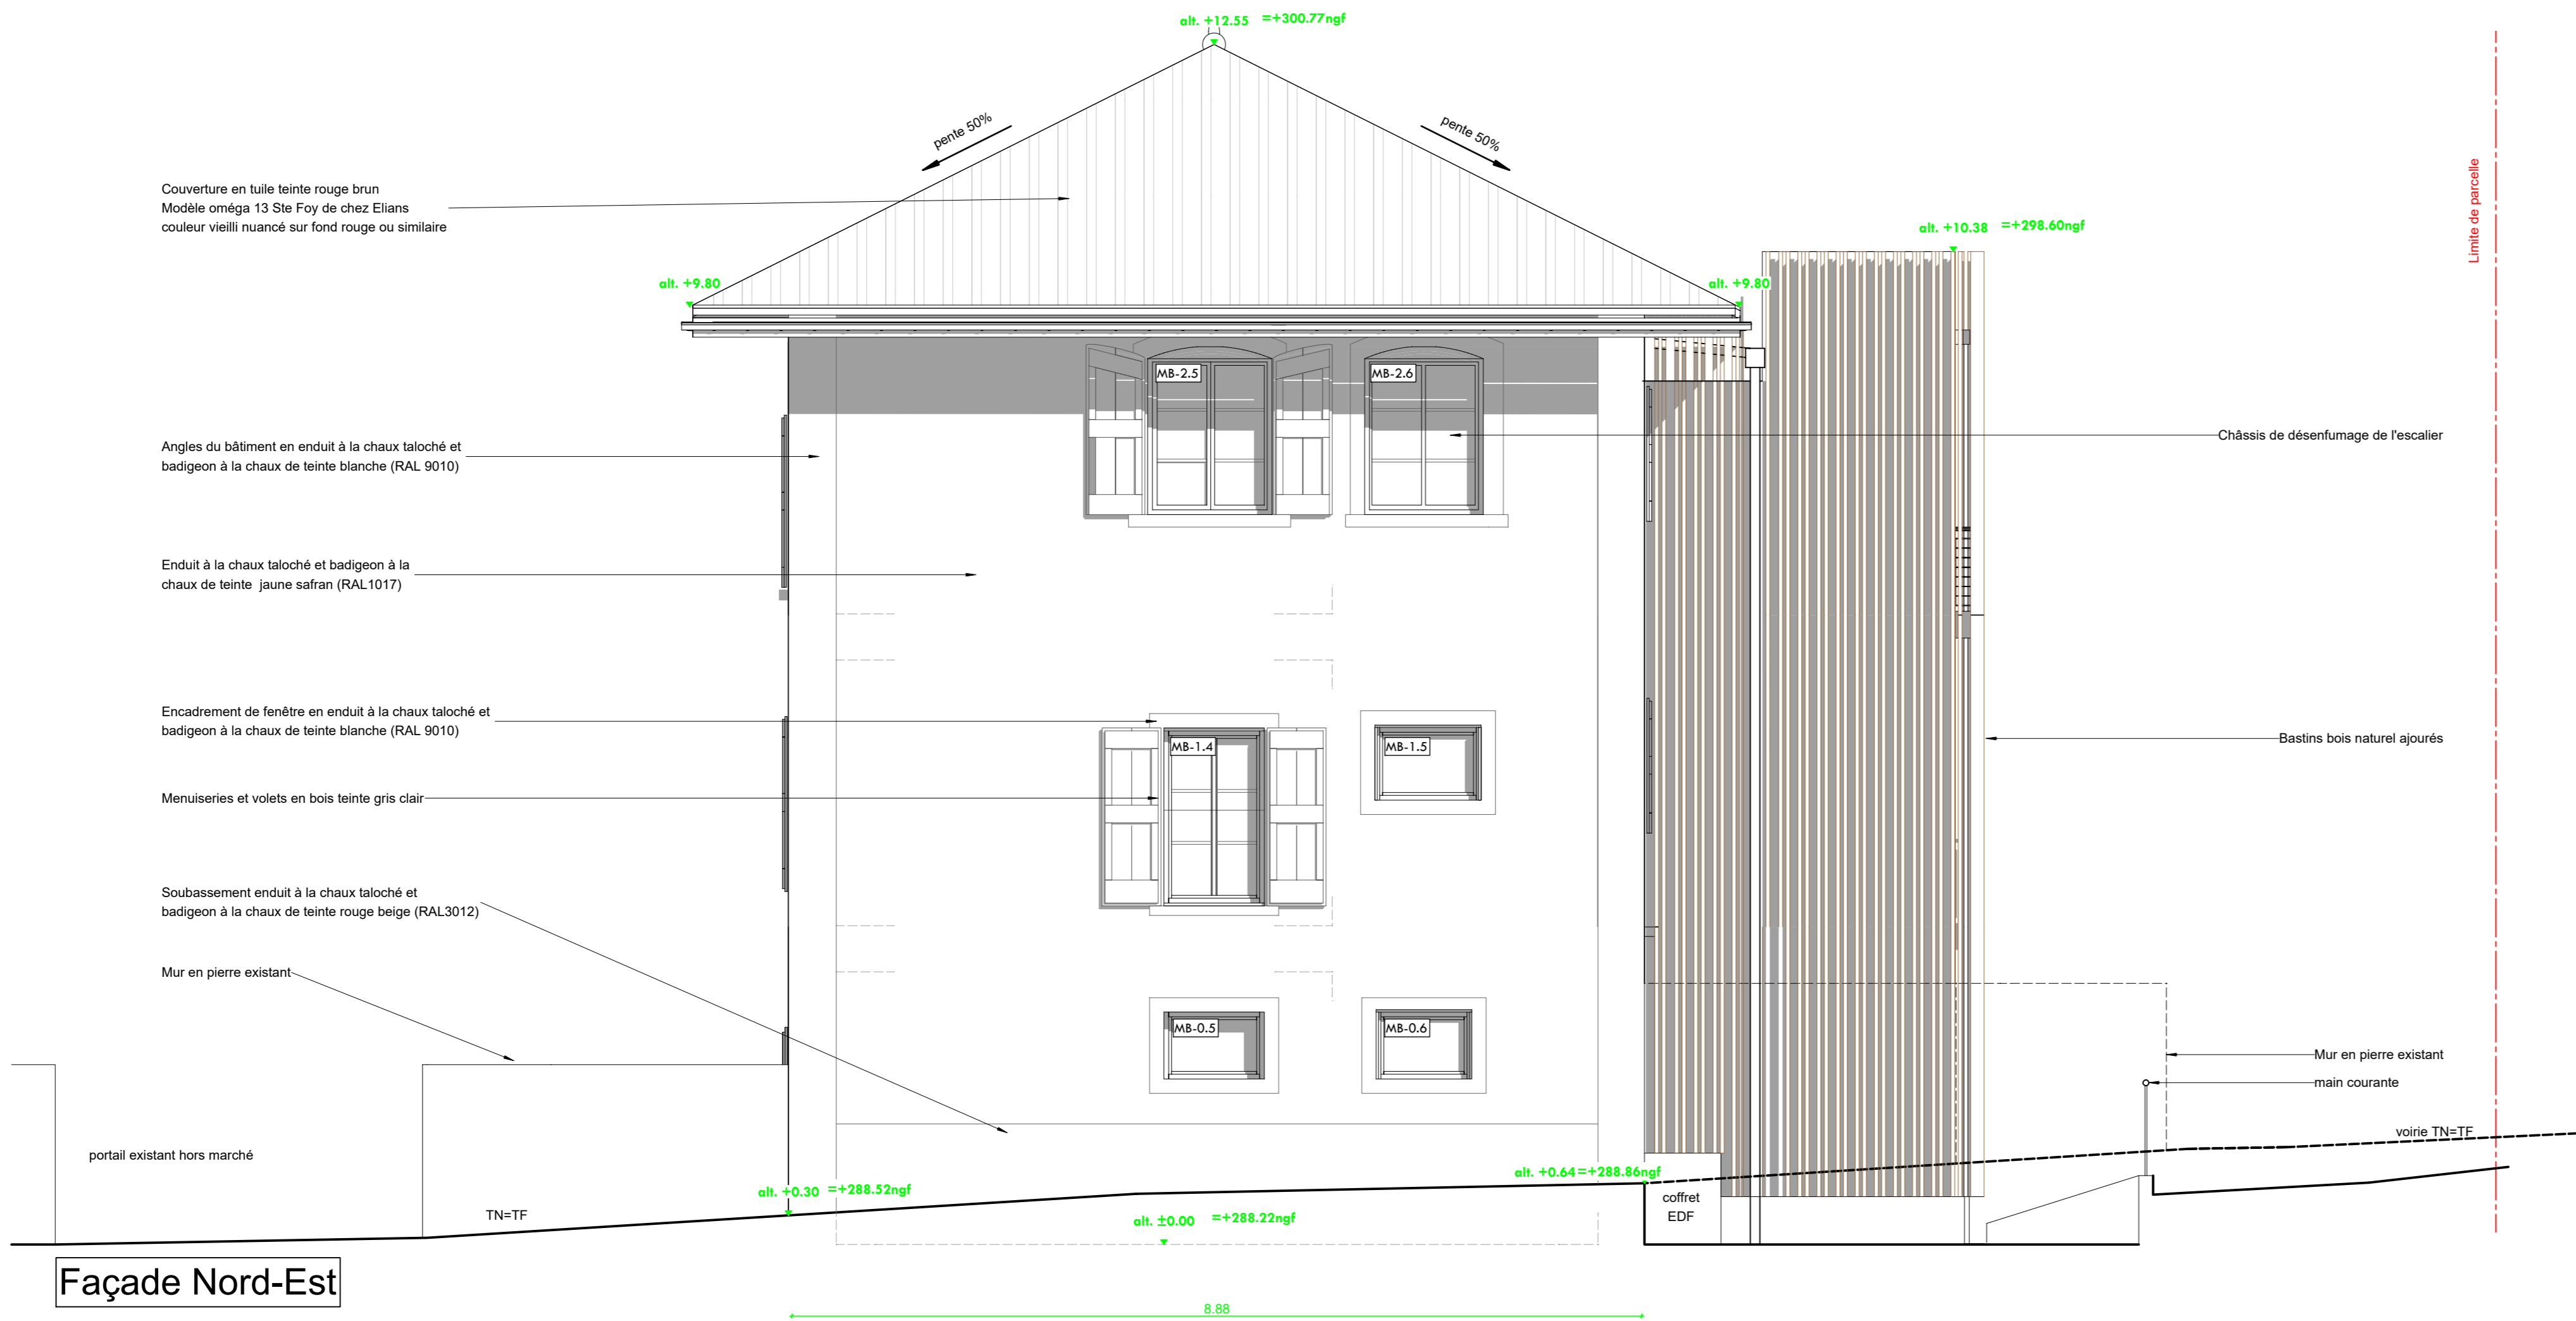 alt. +12.55 =+300.77ngf
pente 50%
pente 50%
Limite de parcelle
Couverture en tuile teinte rouge brun
Modèle oméga 13 Ste Foy de chez Elians
couleur vieilli nuancé sur fond rouge ou similaire
alt. +10.38 =+298.60ngf
alt. +9.80
alt. +9.80
MB-2.5
MB-2.6
Angles du bâtiment en enduit à la chaux taloché et
badigeon à la chaux de teinte blanche (RAL 9010)
Châssis de désenfumage de l'escalier
Enduit à la chaux taloché et badigeon à la
chaux de teinte jaune safran (RAL1017)
Encadrement de fenêtre en enduit à la chaux taloché et
badigeon à la chaux de teinte blanche (RAL 9010)
MB-1.4
MB-1.5
Bastins bois naturel ajourés
Menuiseries et volets en bois teinte gris clair
Soubassement enduit à la chaux taloché et
badigeon à la chaux de teinte rouge beige (RAL3012)
Mur en pierre existant
MB-0.5
MB-0.6
Mur en pierre existant
main courante
voirie TN=TF
portail existant hors marché
alt. +0.64=+288.86ngf
alt. +0.30 =+288.52ngf
coffret
EDF
TN=TF
alt. ±0.00 =+288.22ngf
Façade Nord-Est
8.88